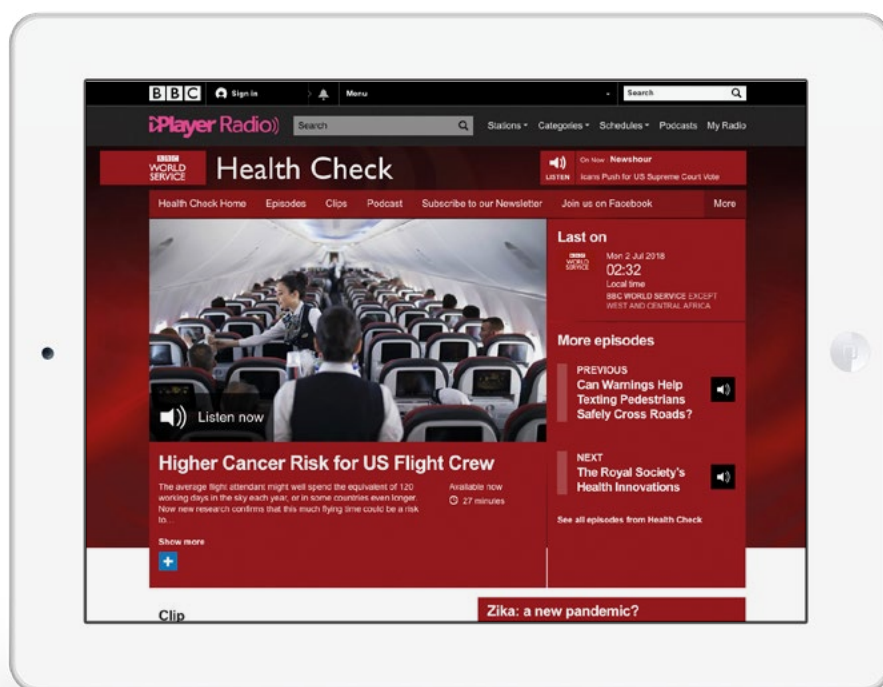 BBC Sign in Menu Search
iPlayer Radio Search Stations Categories Schedules Podcasts My Radio
BBC
WORLD
SERVICE
Health Check
LISTEN
On Now : Newshour
Icans Push for US Supreme Court Vote
Health Check Home Episodes Clips Podcast Subscribe to our Newsletter Join us on Facebook More
Listen now
Higher Cancer Risk for US Flight Crew
The average flight attendant might well spend the equivalent of 120
working days in the sky each year, or in some countries even longer.
Now new research confirms that this much flying time could be a risk
to...
Available now
27 minutes
Show more
Last on
BBC
WORLD
SERVICE
Mon 2 Jul 2018
02:32
Local time
BBC WORLD SERVICE EXCEPT
WEST AND CENTRAL AFRICA
More episodes
PREVIOUS
Can Warnings Help
Texting Pedestrians
Safely Cross Roads?
NEXT
The Royal Society's
Health Innovations
See all episodes from Health Check
Clip
Zika: a new pandemic?